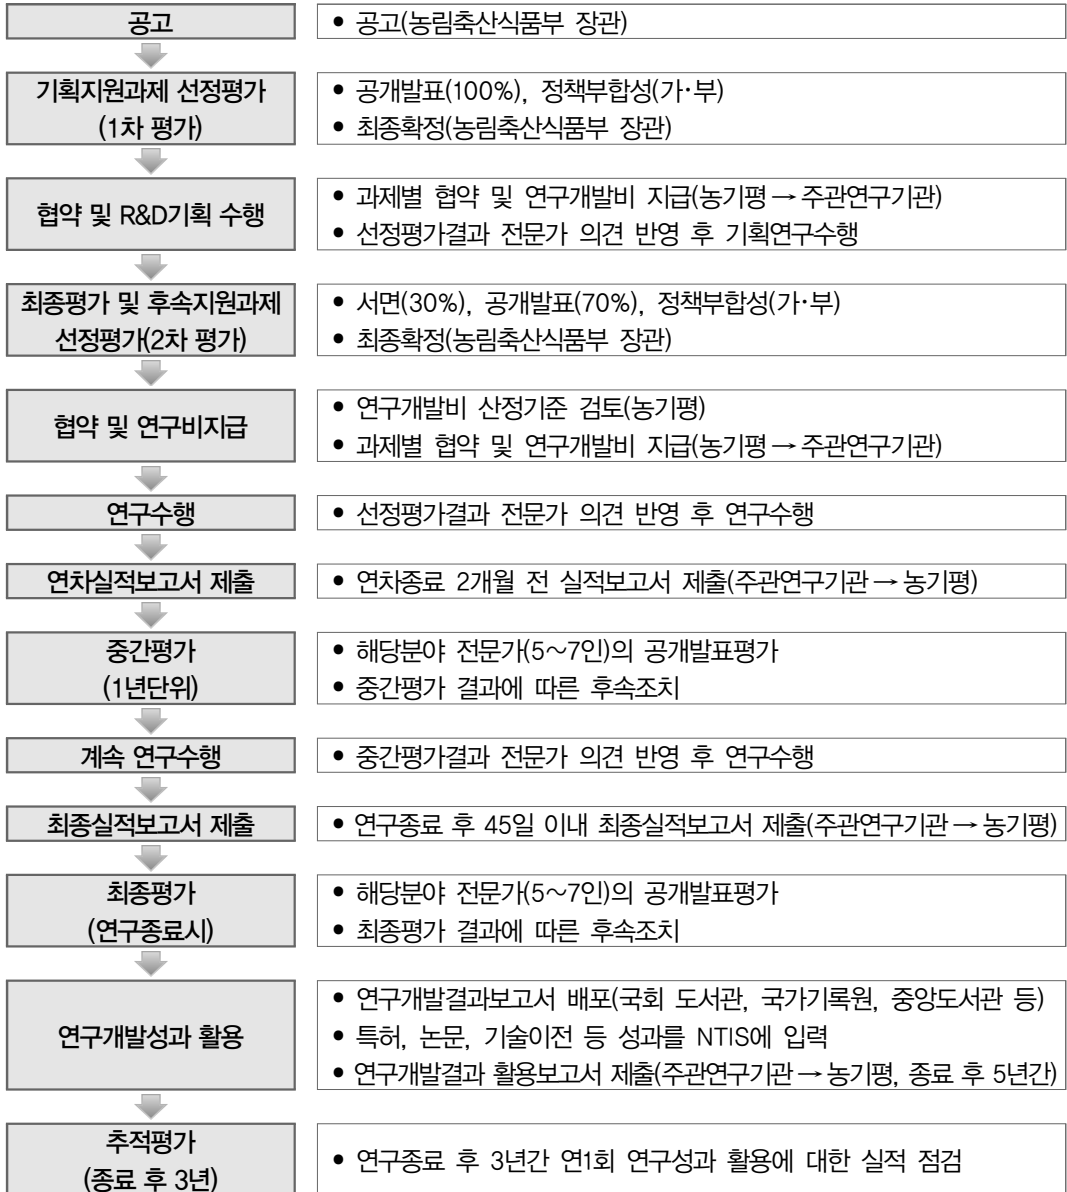 공고
• 공고(농림축산식품부 장관)
기획지원과제 선정평가
(1차 평가)
• 공개발표(100%), 정책부합성(가·부)
• 최종확정(농림축산식품부 장관)
협약 및 R&D기획 수행
• 과제별 협약 및 연구개발비 지급(농기평→주관연구기관)
• 선정평가결과 전문가 의견 반영 후 기획연구수행
최종평가 및 후속지원과제
선정평가(2차 평가)
• 서면(30%), 공개발표(70%), 정책부합성(가·부)
• 최종확정(농림축산식품부 장관)
협약 및 연구비지급
• 연구개발비 산정기준 검토(농기평)
• 과제별 협약 및 연구개발비 지급(농기평→주관연구기관)
연구수행
• 선정평가결과 전문가 의견 반영 후 연구수행
연차실적보고서 제출
• 연차종료 2개월 전 실적보고서 제출(주관연구기관→농기평)
중간평가
(1년단위)
• 해당분야 전문가(5～7인)의 공개발표평가
• 중간평가 결과에 따른 후속조치
계속 연구수행
• 중간평가결과 전문가 의견 반영 후 연구수행
최종실적보고서 제출
• 연구종료 후 45일 이내 최종실적보고서 제출(주관연구기관→농기평)
최종평가
(연구종료시)
• 해당분야 전문가(5～7인)의 공개발표평가
• 최종평가 결과에 따른 후속조치
연구개발성과 활용
• 연구개발결과보고서 배포(국회 도서관, 국가기록원, 중앙도서관 등)
• 특허, 논문, 기술이전 등 성과를 NTIS에 입력
• 연구개발결과 활용보고서 제출(주관연구기관→농기평, 종료 후 5년간)
추적평가
(종료 후 3년)
• 연구종료 후 3년간 연1회 연구성과 활용에 대한 실적 점검